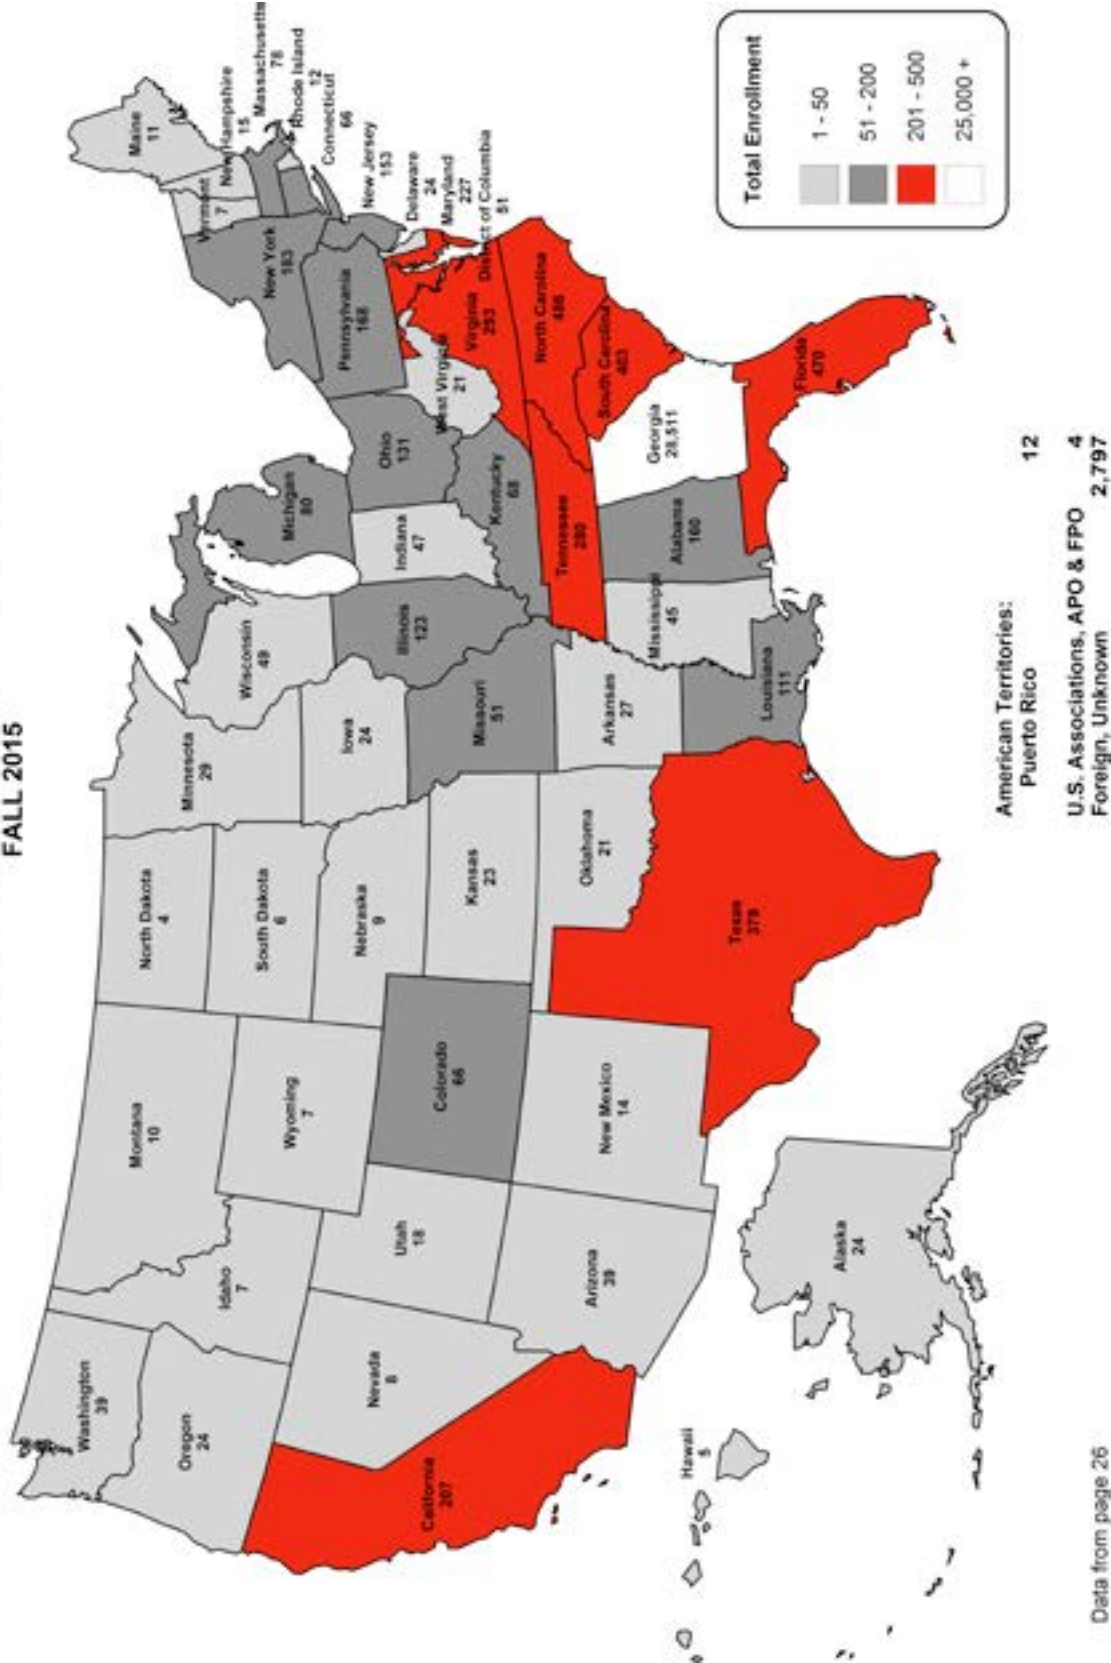 FALL 2015
Washington
39
Oregon
24
California
207
Nevada
8
Idaho
7
Montana
10
Wyoming
7
Utah
18
Arizona
39
Colorado
66
New Mexico
14
North Dakota
4
South Dakota
6
Nebraska
9
Kansas
23
Oklahoma
21
Texas
379
Minnesota
29
Iowa
24
Missouri
51
Arkansas
27
Louisiana
111
Wisconsin
49
Illinois
123
Mississippi
45
Michigan
80
Indiana
47
Kentucky
68
Tennessee
280
Alabama
160
Ohio
131
Georgia
28,511
Florida
470
West Virginia
21
Virginia
293
North Carolina
486
South Carolina
403
Pennsylvania
168
New York
183
Vermont
7
Maine
11
New Hampshire
15
Massachusetts
78
Rhode Island
12
Connecticut
66
New Jersey
153
Delaware
24
Maryland
227
District of Columbia
51
Hawaii
5
Alaska
24
Total Enrollment
1 - 50
51 - 200
201 - 500
25,000 +
American Territories:
Puerto Rico 12
U.S. Associations, APO & FPO 4
Foreign, Unknown 2,797
Data from page 26